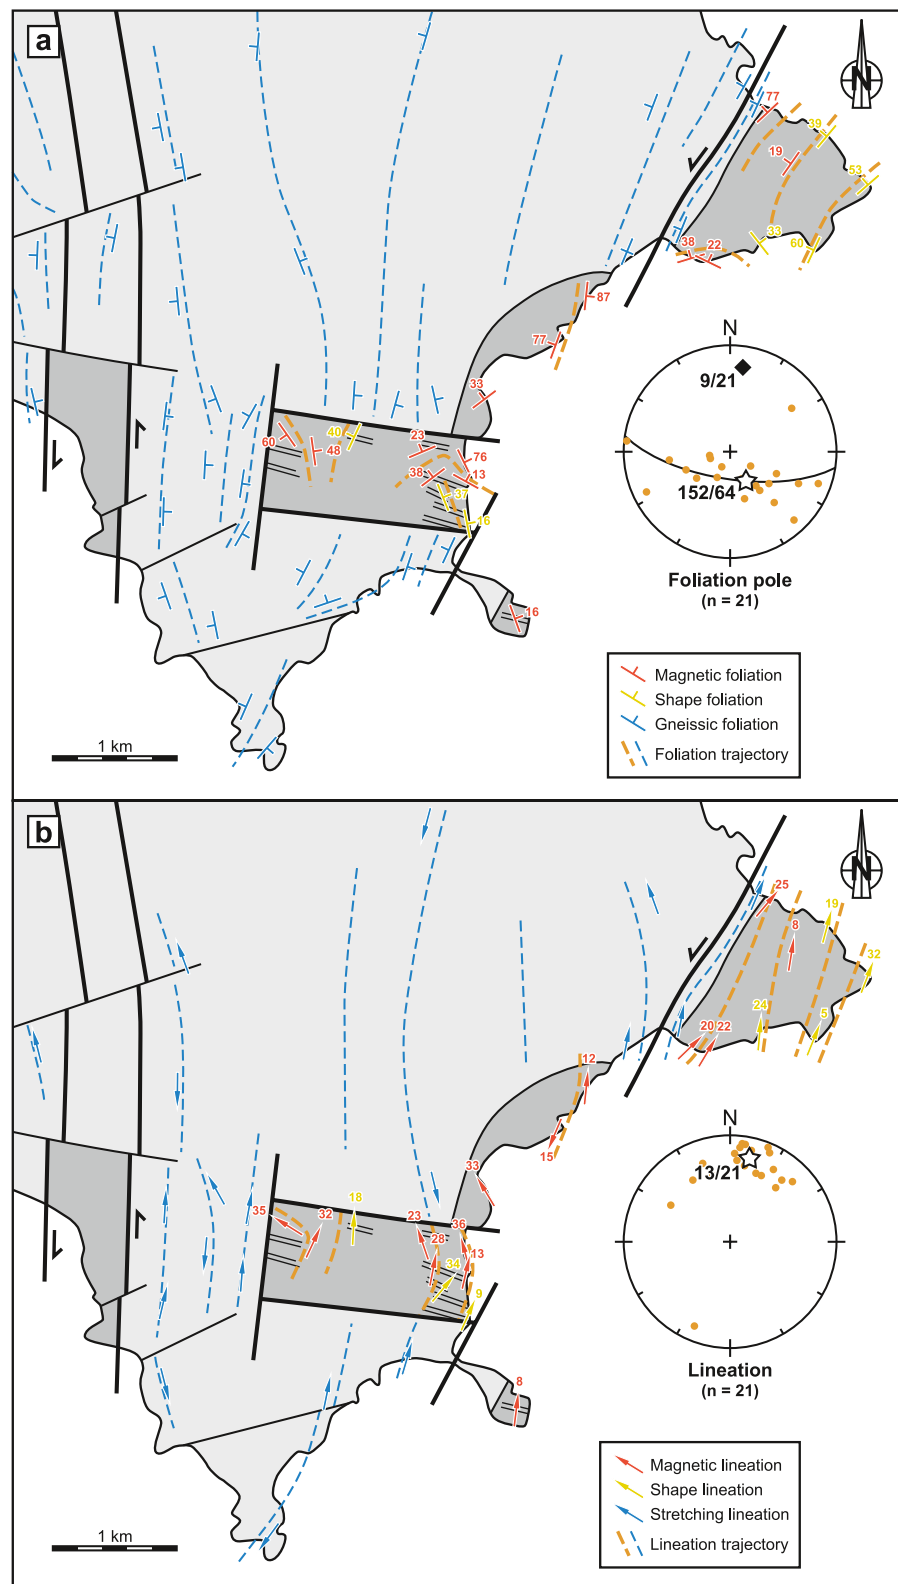 a
N
77
39
19
53
33
60
38
22
87
77
33
N
9/21
152/64
Foliation pole
(n = 21)
60
48
40
23
76
38
13
37
16
16
Magnetic foliation
Shape foliation
Gneissic foliation
Foliation trajectory
1 km
b
N
25
19
8
32
24
5
20
22
12
15
33
N
13/21
Lineation
(n = 21)
35
32
18
23
36
28
13
34
9
8
Magnetic lineation
Shape lineation
Stretching lineation
Lineation trajectory
1 km